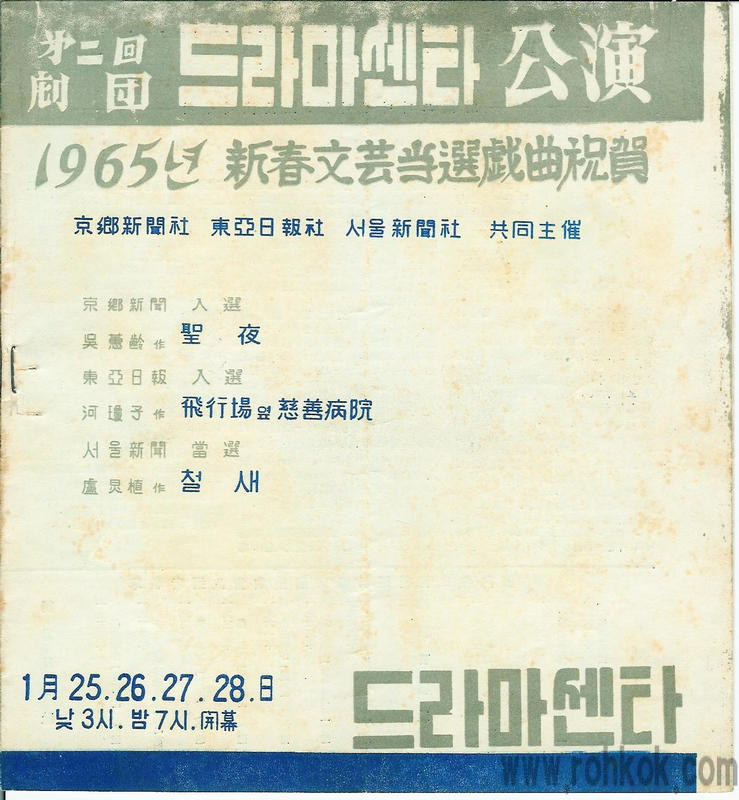 第二回
劇団 드라마센타 公演
1965년 新春文芸当選戯曲祝賀
京鄕新聞社 東亞日報社 서울新聞社 共同主催
京鄕新聞 入選
吳蕙齡作 聖夜
東亞日報 入選
河瓊子作 飛行場옆慈善病院
서울新聞 當選
盧炅植作 철새
1月 25.26.27.28.日
낮 3시. 밤 7시. 開幕
드라마센타
www.rohkok.com